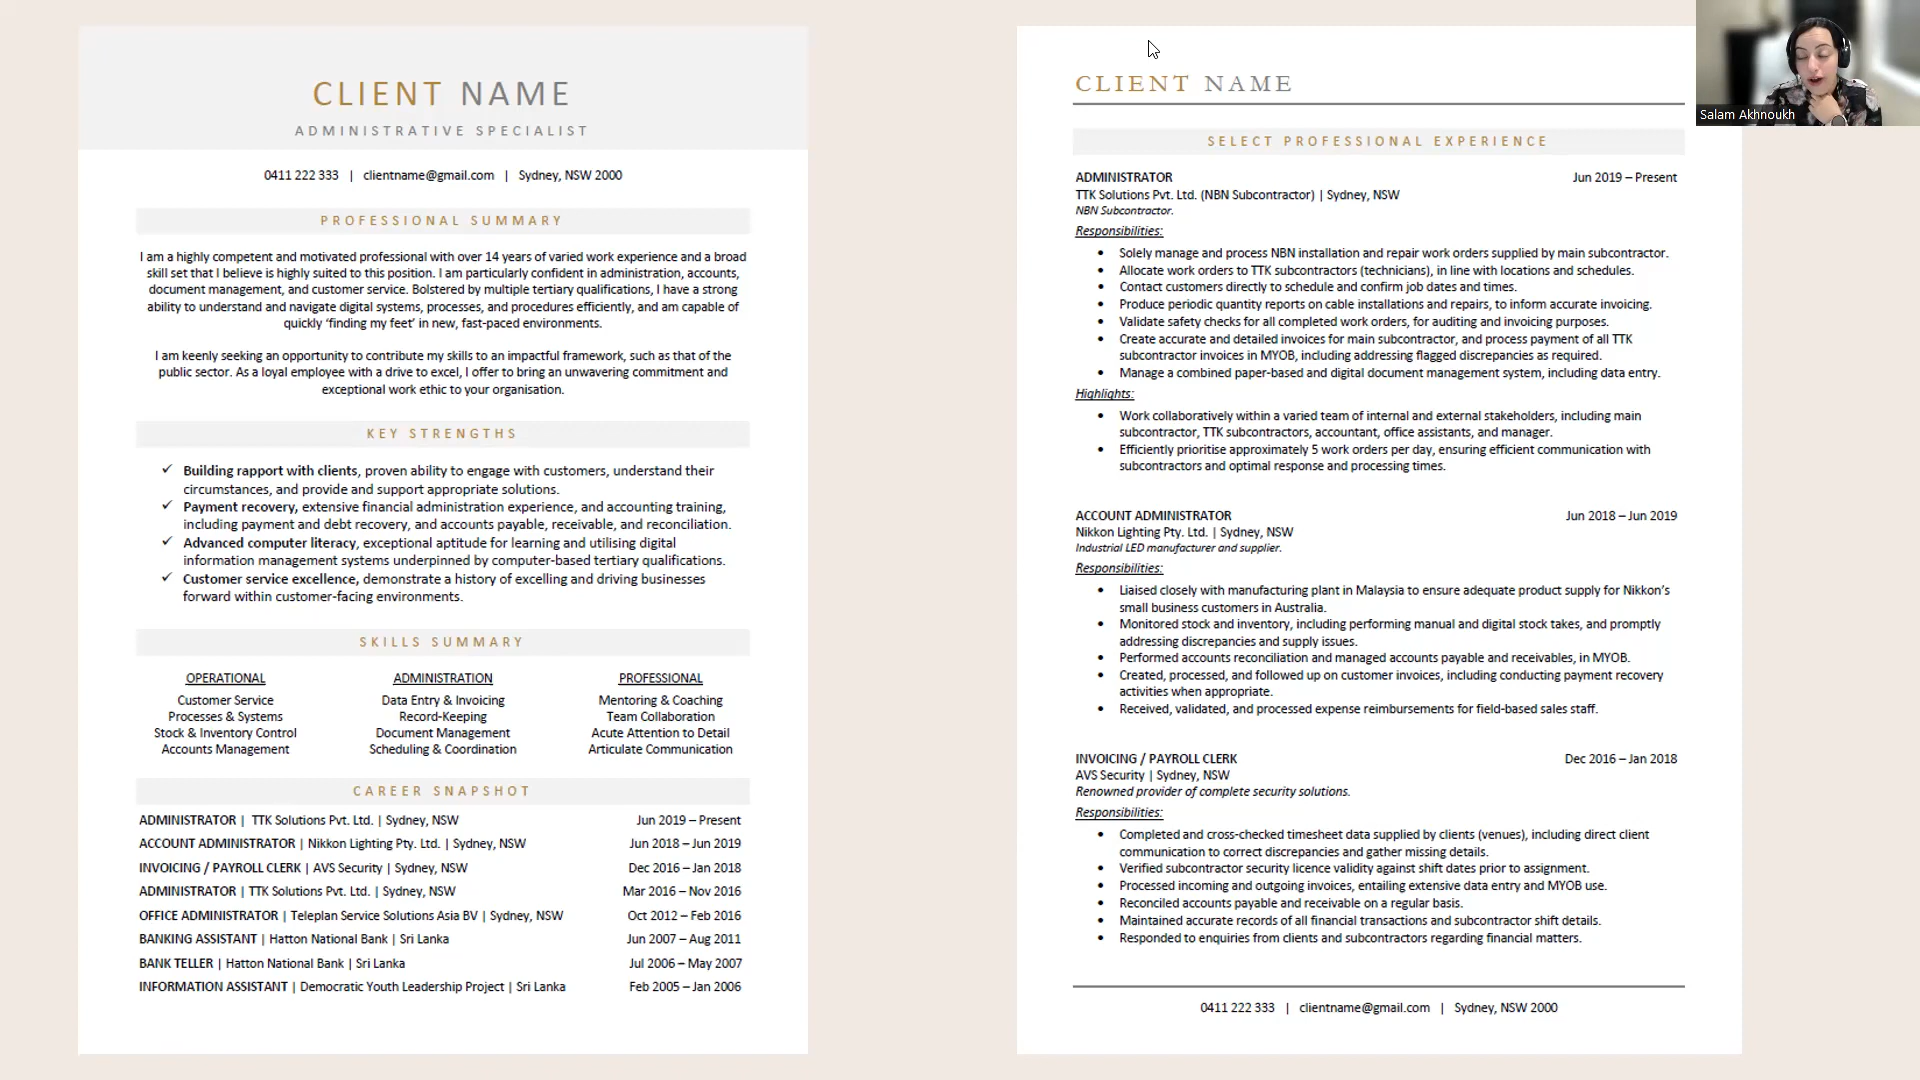 CLIENT NAME
ADMINISTRATIVE SPECIALIST
0411 222 333 | clientname@gmail.com | Sydney, NSW 2000
PROFESSIONAL SUMMARY
I am a highly competent and motivated professional with over 14 years of varied work experience and a broad
skill set that I believe is highly suited to this position. I am particularly confident in administration, accounts,
document management, and customer service. Bolstered by multiple tertiary qualifications, I have a strong
ability to understand and navigate digital systems, processes, and procedures efficiently, and am capable of
quickly ‘finding my feet’ in new, fast-paced environments.
I am keenly seeking an opportunity to contribute my skills to an impactful framework, such as that of the
public sector. As a loyal employee with a drive to excel, I offer to bring an unwavering commitment and
exceptional work ethic to your organisation.
KEY STRENGTHS
✓ Building rapport with clients, proven ability to engage with customers, understand their
circumstances, and provide and support appropriate solutions.
✓ Payment recovery, extensive financial administration experience, and accounting training,
including payment and debt recovery, and accounts payable, receivable, and reconciliation.
✓ Advanced computer literacy, exceptional aptitude for learning and utilising digital
information management systems underpinned by computer-based tertiary qualifications.
✓ Customer service excellence, demonstrate a history of excelling and driving businesses
forward within customer-facing environments.
SKILLS SUMMARY
OPERATIONAL
Customer Service
Processes & Systems
Stock & Inventory Control
Accounts Management
ADMINISTRATION
Data Entry & Invoicing
Record-Keeping
Document Management
Scheduling & Coordination
PROFESSIONAL
Mentoring & Coaching
Team Collaboration
Acute Attention to Detail
Articulate Communication
CAREER SNAPSHOT
ADMINISTRATOR | TTK Solutions Pvt. Ltd. | Sydney, NSW Jun 2019 – Present
ACCOUNT ADMINISTRATOR | Nikkon Lighting Pty. Ltd. | Sydney, NSW Jun 2018 – Jun 2019
INVOICING / PAYROLL CLERK | AVS Security | Sydney, NSW Dec 2016 – Jan 2018
ADMINISTRATOR | TTK Solutions Pvt. Ltd. | Sydney, NSW Mar 2016 – Nov 2016
OFFICE ADMINISTRATOR | Teleplan Service Solutions Asia BV | Sydney, NSW Oct 2012 – Feb 2016
BANKING ASSISTANT | Hatton National Bank | Sri Lanka Jun 2007 – Aug 2011
BANK TELLER | Hatton National Bank | Sri Lanka Jul 2006 – May 2007
INFORMATION ASSISTANT | Democratic Youth Leadership Project | Sri Lanka Feb 2005 – Jan 2006
CLIENT NAME
SELECT PROFESSIONAL EXPERIENCE
ADMINISTRATOR Jun 2019 – Present
TTK Solutions Pvt. Ltd. (NBN Subcontractor) | Sydney, NSW
NBN Subcontractor.
Responsibilities:
• Solely manage and process NBN installation and repair work orders supplied by main subcontractor.
• Allocate work orders to TTK subcontractors (technicians), in line with locations and schedules.
• Contact customers directly to schedule and confirm job dates and times.
• Produce periodic quantity reports on cable installations and repairs, to inform accurate invoicing.
• Validate safety checks for all completed work orders, for auditing and invoicing purposes.
• Create accurate and detailed invoices for main subcontractor, and process payment of all TTK
subcontractor invoices in MYOB, including addressing flagged discrepancies as required.
• Manage a combined paper-based and digital document management system, including data entry.
Highlights:
• Work collaboratively within a varied team of internal and external stakeholders, including main
subcontractor, TTK subcontractors, accountant, office assistants, and manager.
• Efficiently prioritise approximately 5 work orders per day, ensuring efficient communication with
subcontractors and optimal response and processing times.
ACCOUNT ADMINISTRATOR Jun 2018 – Jun 2019
Nikkon Lighting Pty. Ltd. | Sydney, NSW
Industrial LED manufacturer and supplier.
Responsibilities:
• Liaised closely with manufacturing plant in Malaysia to ensure adequate product supply for Nikkon’s
small business customers in Australia.
• Monitored stock and inventory, including performing manual and digital stock takes, and promptly
addressing discrepancies and supply issues.
• Performed accounts reconciliation and managed accounts payable and receivables, in MYOB.
• Created, processed, and followed up on customer invoices, including conducting payment recovery
activities when appropriate.
• Received, validated, and processed expense reimbursements for field-based sales staff.
INVOICING / PAYROLL CLERK Dec 2016 – Jan 2018
AVS Security | Sydney, NSW
Renowned provider of complete security solutions.
Responsibilities:
• Completed and cross-checked timesheet data supplied by clients (venues), including direct client
communication to correct discrepancies and gather missing details.
• Verified subcontractor security licence validity against shift dates prior to assignment.
• Processed incoming and outgoing invoices, entailing extensive data entry and MYOB use.
• Reconciled accounts payable and receivable on a regular basis.
• Maintained accurate records of all financial transactions and subcontractor shift details.
• Responded to enquiries from clients and subcontractors regarding financial matters.
0411 222 333 | clientname@gmail.com | Sydney, NSW 2000
Salam Akhnoukh